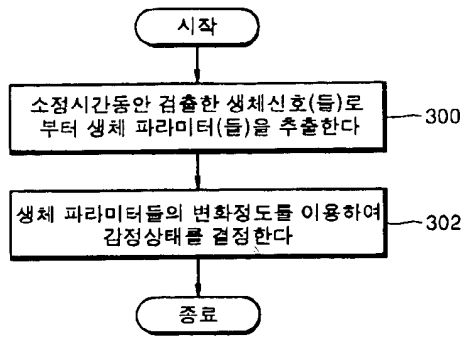 시작
소정시간동안 검출한 생체신호(들)로
부터 생체 파라미터(들)을 추출한다
300
생체 파라미터들의 변화정도를 이용하여
감정상태를 결정한다
302
종료